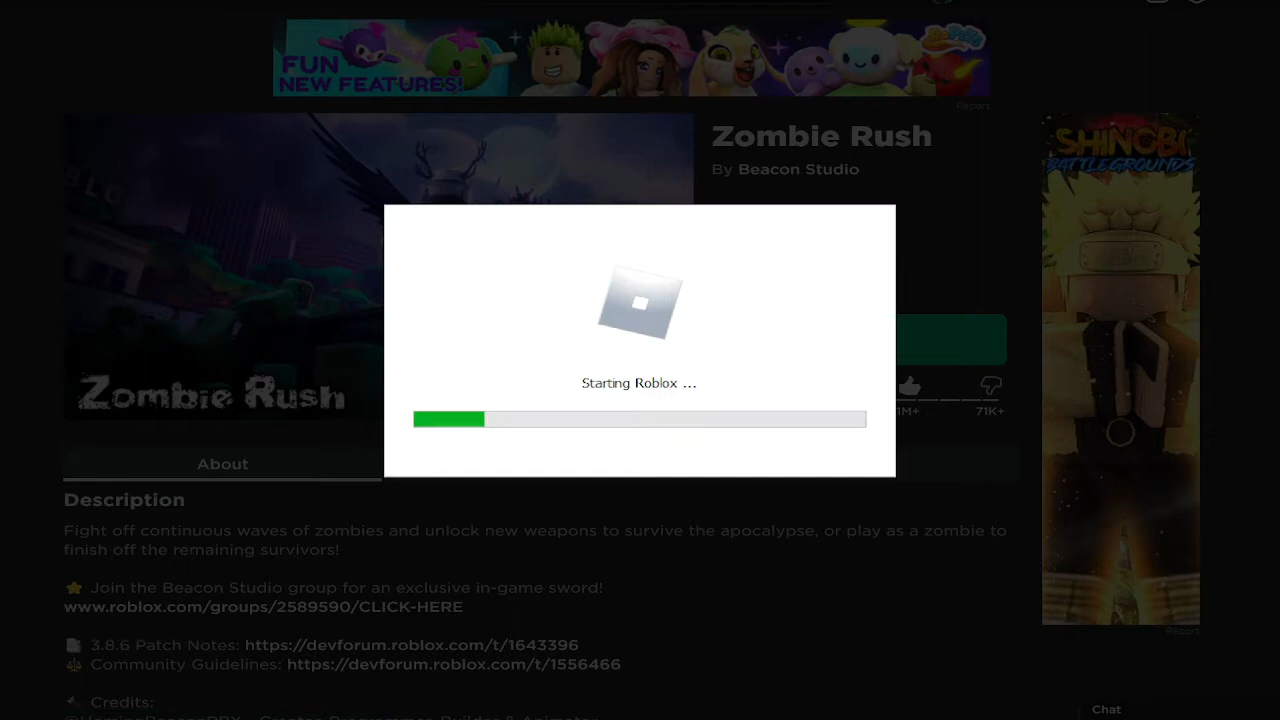 FUN
NEW FEATURES!
Report
Zombie Rush
By Beacon Studio
SHINOBI
BATTLEGROUNDS
Starting Roblox ...
Zombie Rush
1M+
71K+
About
Description
Fight off continuous waves of zombies and unlock new weapons to survive the apocalypse, or play as a zombie to
finish off the remaining survivors!
Join the Beacon Studio group for an exclusive in-game sword!
www.roblox.com/groups/2589590/CLICK-HERE
Report
3.8.6 Patch Notes: https://devforum.roblox.com/t/1643396
Community Guidelines: https://devforum.roblox.com/t/1556466
Credits:
Chat